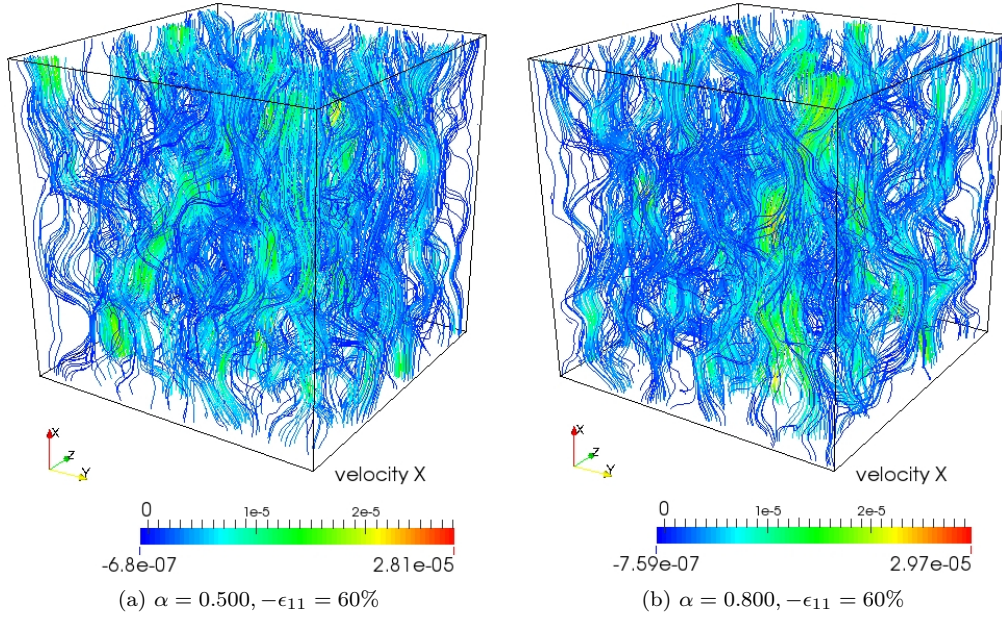 X
Z
Y
velocity X
0 1e-5 2e-5
-6.8e-07 2.81e-05
(a) α = 0.500, −ϵ₁₁ = 60%
X
Z
Y
velocity X
0 1e-5 2e-5
-7.59e-07 2.97e-05
(b) α = 0.800, −ϵ₁₁ = 60%